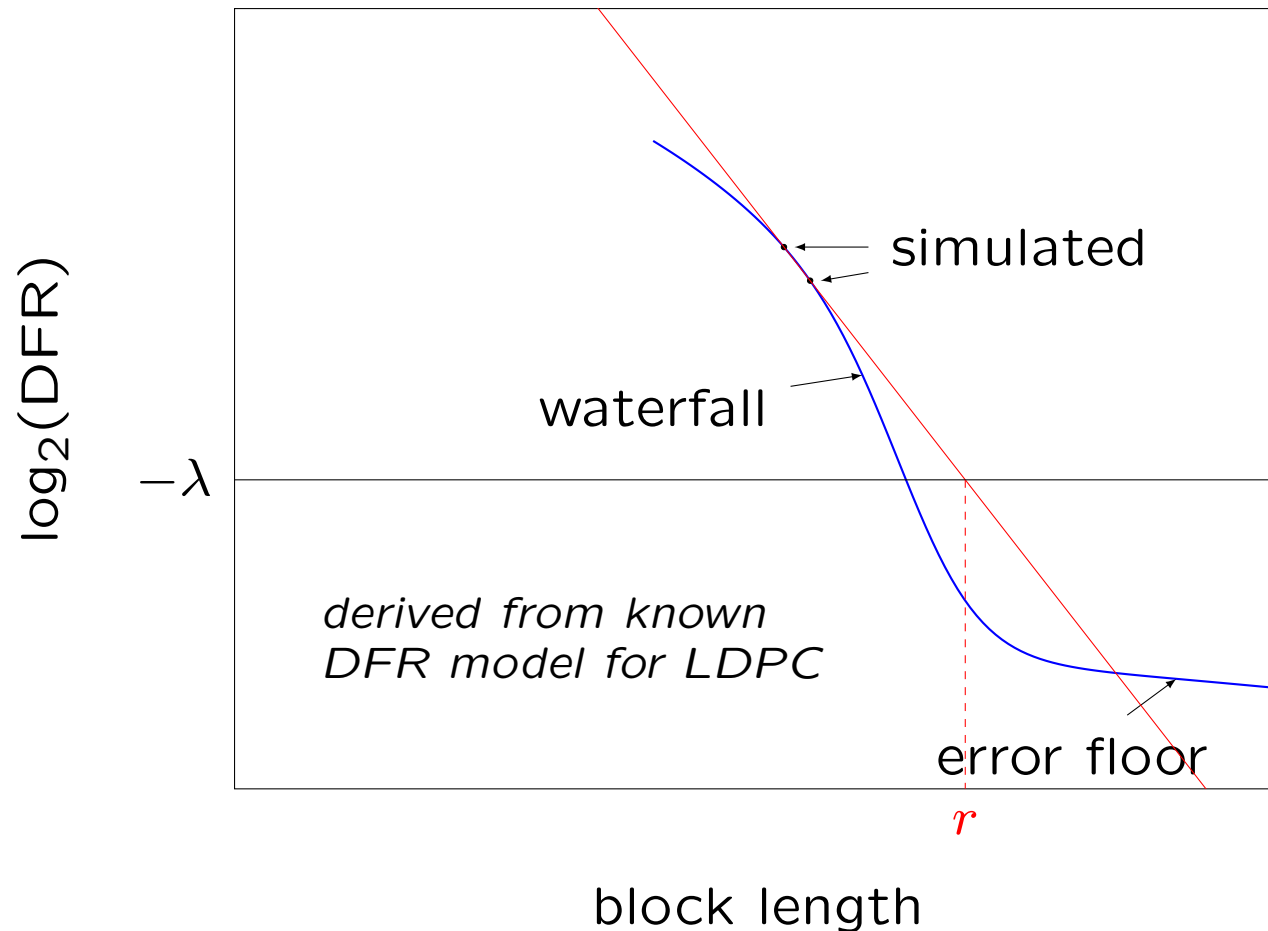 simulated
waterfall
log₂(DFR)
−λ
derived from known
DFR model for LDPC
error floor
r
block length